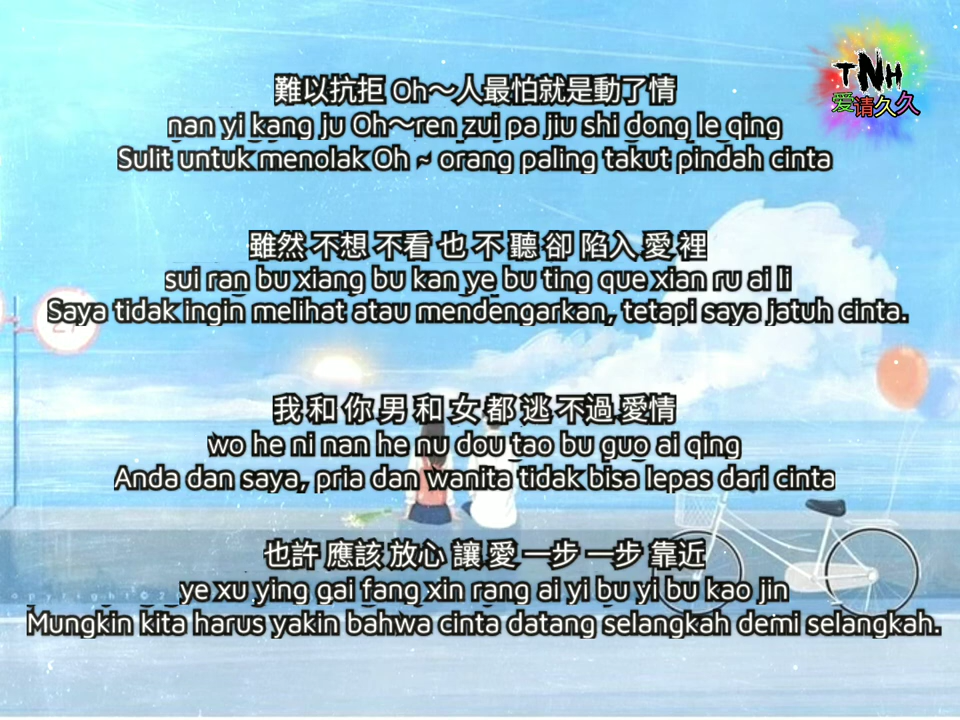 TNH
爱请久久
難以抗拒 Oh～人最怕就是動了情
nan yi kang ju Oh～ren zui pa jiu shi dong le qing
Sulit untuk menolak Oh ~ orang paling takut pindah cinta
雖然 不想 不看 也 不 聽 卻 陷入 愛 裡
sui ran bu xiang bu kan ye bu ting que xian ru ai li
Saya tidak ingin melihat atau mendengarkan, tetapi saya jatuh cinta.
我 和 你 男 和 女 都 逃 不過 愛情
wo he ni nan he nu dou tao bu guo ai qing
Anda dan saya, pria dan wanita tidak bisa lepas dari cinta
也許 應該 放心 讓 愛 一步 一步 靠近
ye xu ying gai fang xin rang ai yi bu yi bu kao jin
Mungkin kita harus yakin bahwa cinta datang selangkah demi selangkah.